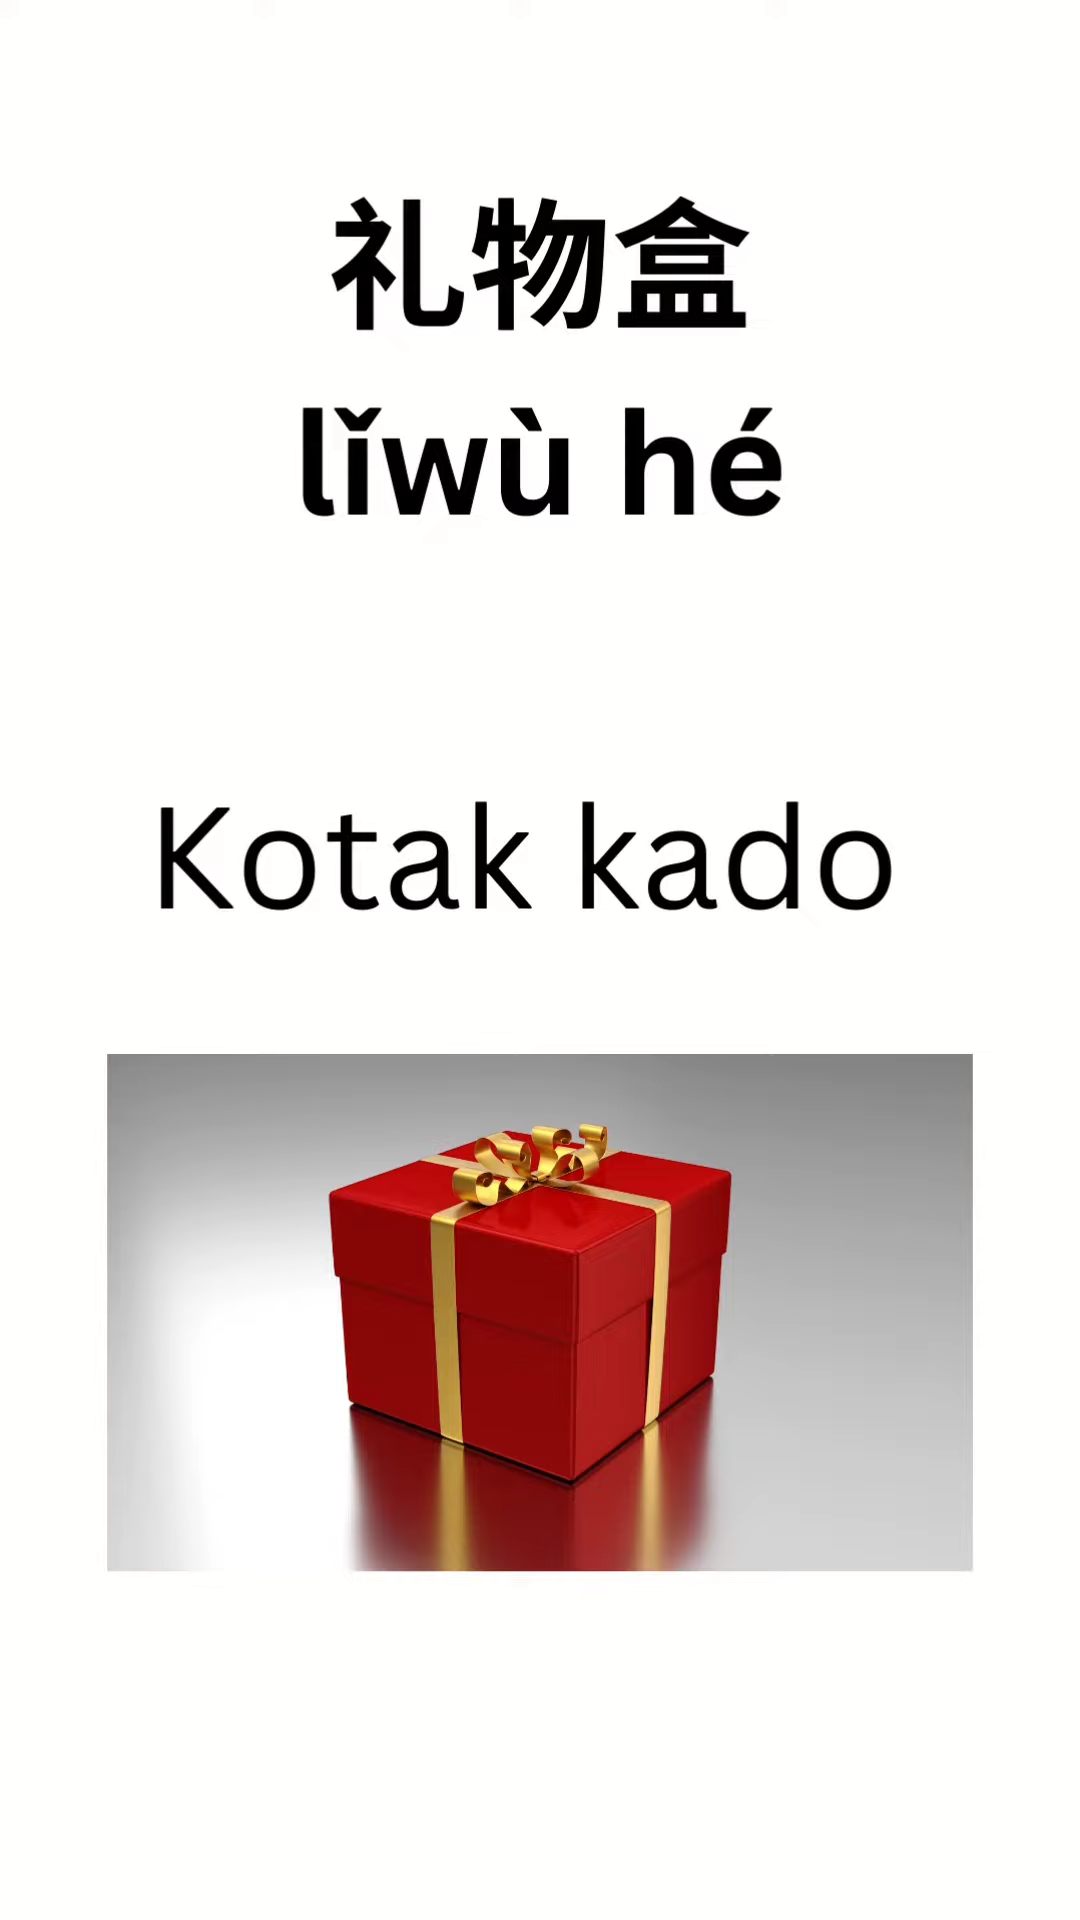 礼物盒
lǐwù hé
Kotak kado